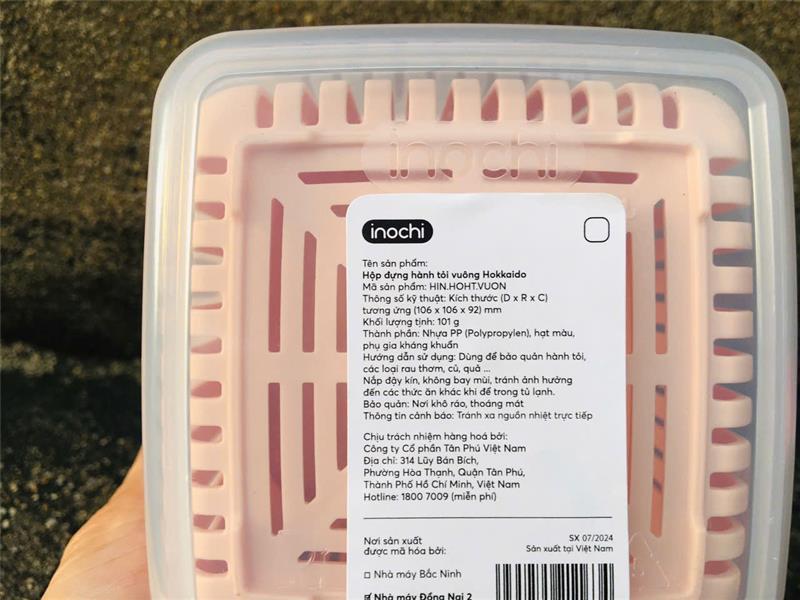 inochi
inochi
Tên sản phẩm:
Hộp đựng hành tỏi vuông Hokkaido
Mã sản phẩm: HIN.HOHT.VUON
Thông số kỹ thuật: Kích thước (D x R x C)
tương ứng (106 x 106 x 92) mm
Khối lượng tịnh: 101 g
Thành phần: Nhựa PP (Polypropylen), hạt màu,
phụ gia kháng khuẩn
Hướng dẫn sử dụng: Dùng để bảo quản hành tỏi,
các loại rau thơm, củ, quả ...
Nắp đậy kín, không bay mùi, tránh ảnh hưởng
đến các thức ăn khác khi để trong tủ lạnh.
Bảo quản: Nơi khô ráo, thoáng mát
Thông tin cảnh báo: Tránh xa nguồn nhiệt trực tiếp
Chịu trách nhiệm hàng hoá bởi:
Công ty Cổ phần Tân Phú Việt Nam
Địa chỉ: 314 Lũy Bán Bích,
Phường Hòa Thạnh, Quận Tân Phú,
Thành Phố Hồ Chí Minh, Việt Nam
Hotline: 1800 7009 (miễn phí)
Nơi sản xuất
được mã hóa bởi:
SX 07/2024
Sản xuất tại Việt Nam
Nhà máy Bắc Ninh
Nhà máy Đồng Nai 2